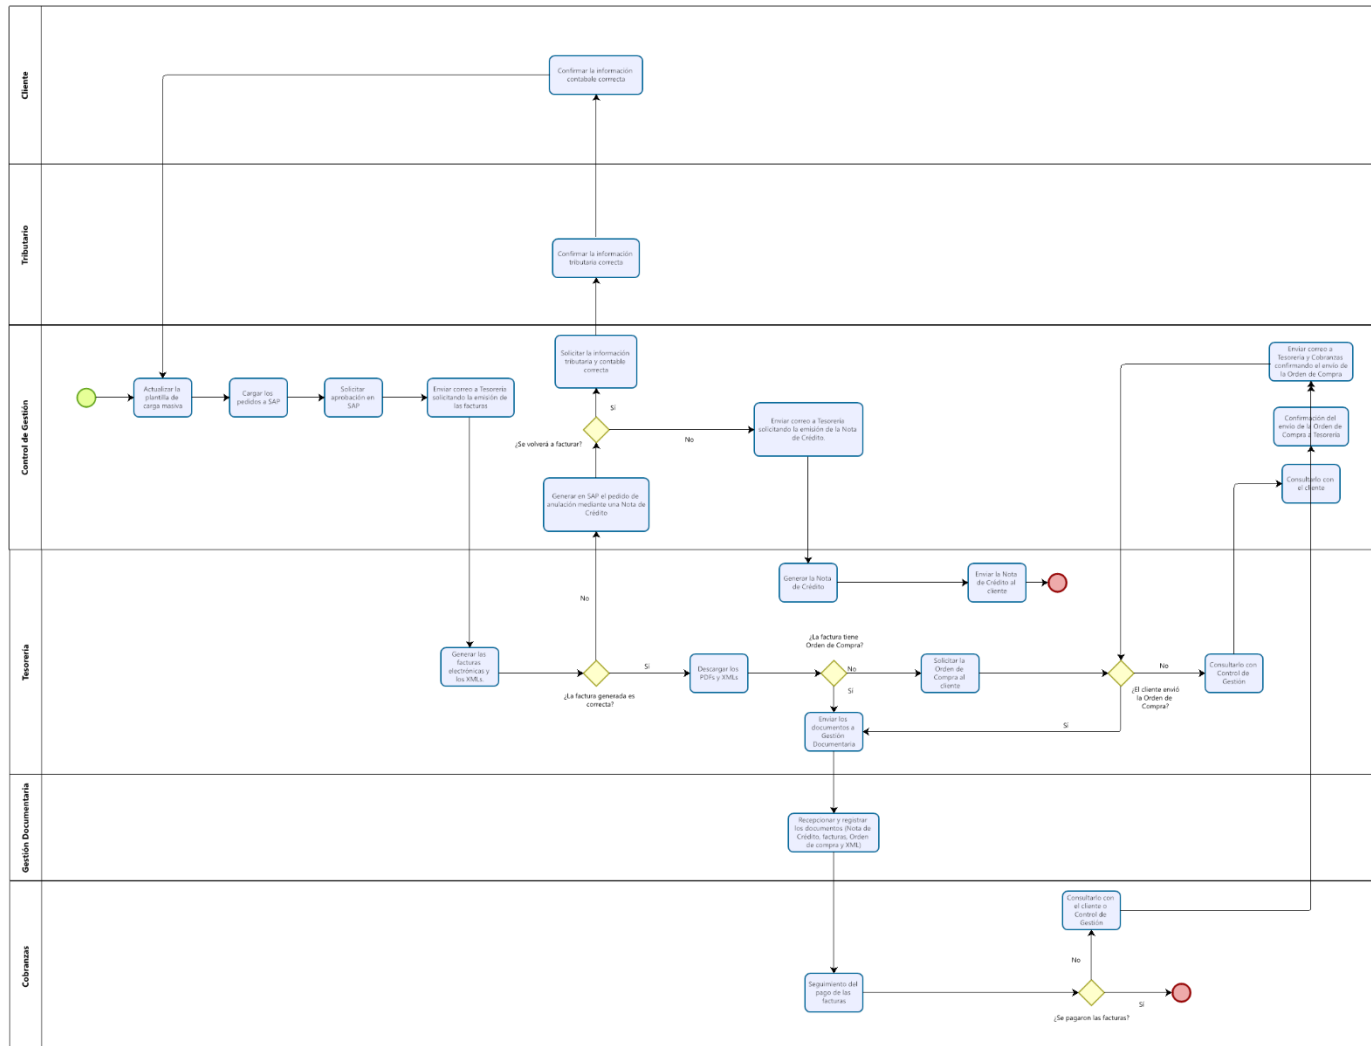 Cliente
Confirmar la información
contabale correcta
Tributario
Confirmar la información
tributaria correcta
Control de Gestión
Solicitar la información
tributaria y contable
correcta
Enviar correo a
Tesorería y Cobranzas
confirmando el envío de
la Orden de Compra
Actualizar la
plantilla de
carga masiva
Cargar los
pedidos a SAP
Solicitar
aprobación en
SAP
Enviar correo a Tesorería
solicitando la emisión de
las facturas
Sí
¿Se volverá a facturar?
No
Enviar correo a Tesorería
solicitando la emisión de la Nota
de Crédito.
Confirmación del
envío de la Orden de
Compra a Tesorería
Generar en SAP el pedido de
anulación mediante una Nota de
Crédito
Consultarlo con
el cliente
Tesorería
No
Generar la Nota
de Crédito
Enviar la Nota
de Crédito al
cliente
¿La factura tiene
Orden de Compra?
Generar las
facturas
electrónicas y
los XMLs
¿La factura generada es
correcta?
Sí
Descargar los
PDFs y XMLs
No
Sí
Solicitar la
Orden de
Compra al
cliente
No
¿El cliente envió
la Orden de
Compra?
Consultarlo con
Control de
Gestión
Enviar los
documentos a
Gestión
Documentaria
Sí
Gestión Documentaria
Recepcionar y registrar
los documentos (Nota de
Crédito, facturas, Orden
de compra y XML)
Cobranzas
Consultarlo con
el cliente o
Control de
Gestión
No
Seguimiento del
pago de las
facturas
Sí
¿Se pagaron las facturas?